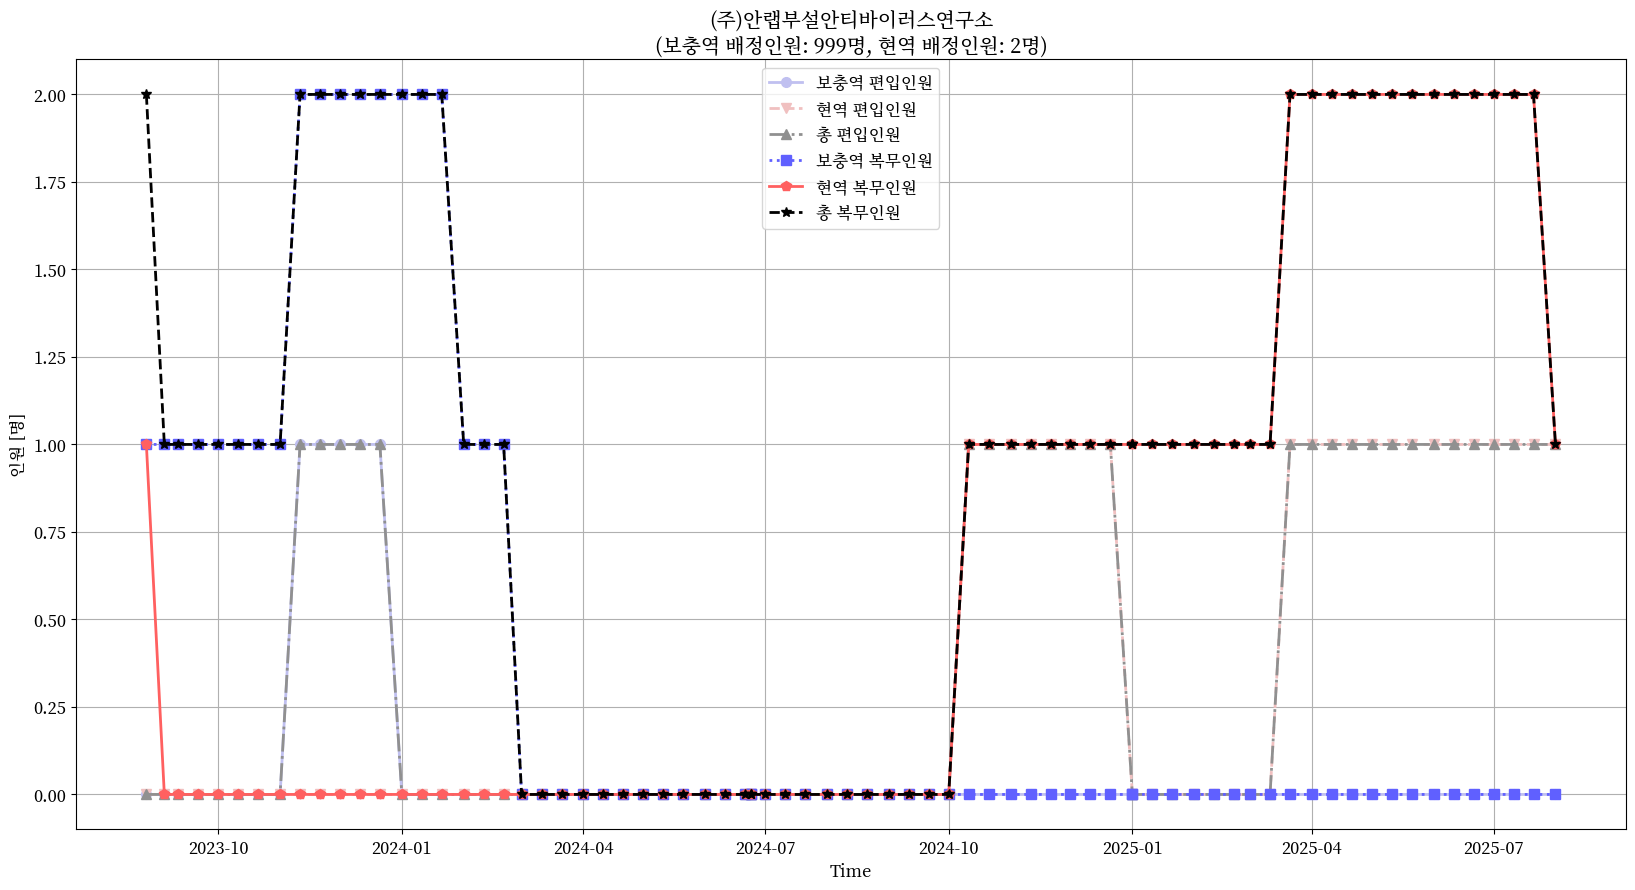 (주)안랩부설안티바이러스연구소
(보충역 배정인원: 999명, 현역 배정인원: 2명)
보충역 편입인원
현역 편입인원
총 편입인원
보충역 복무인원
현역 복무인원
총 복무인원
2.00
1.75
1.50
1.25
1.00
0.75
0.50
0.25
0.00
인원 [명]
2023-10 2024-01 2024-04 2024-07 2024-10 2025-01 2025-04 2025-07
Time